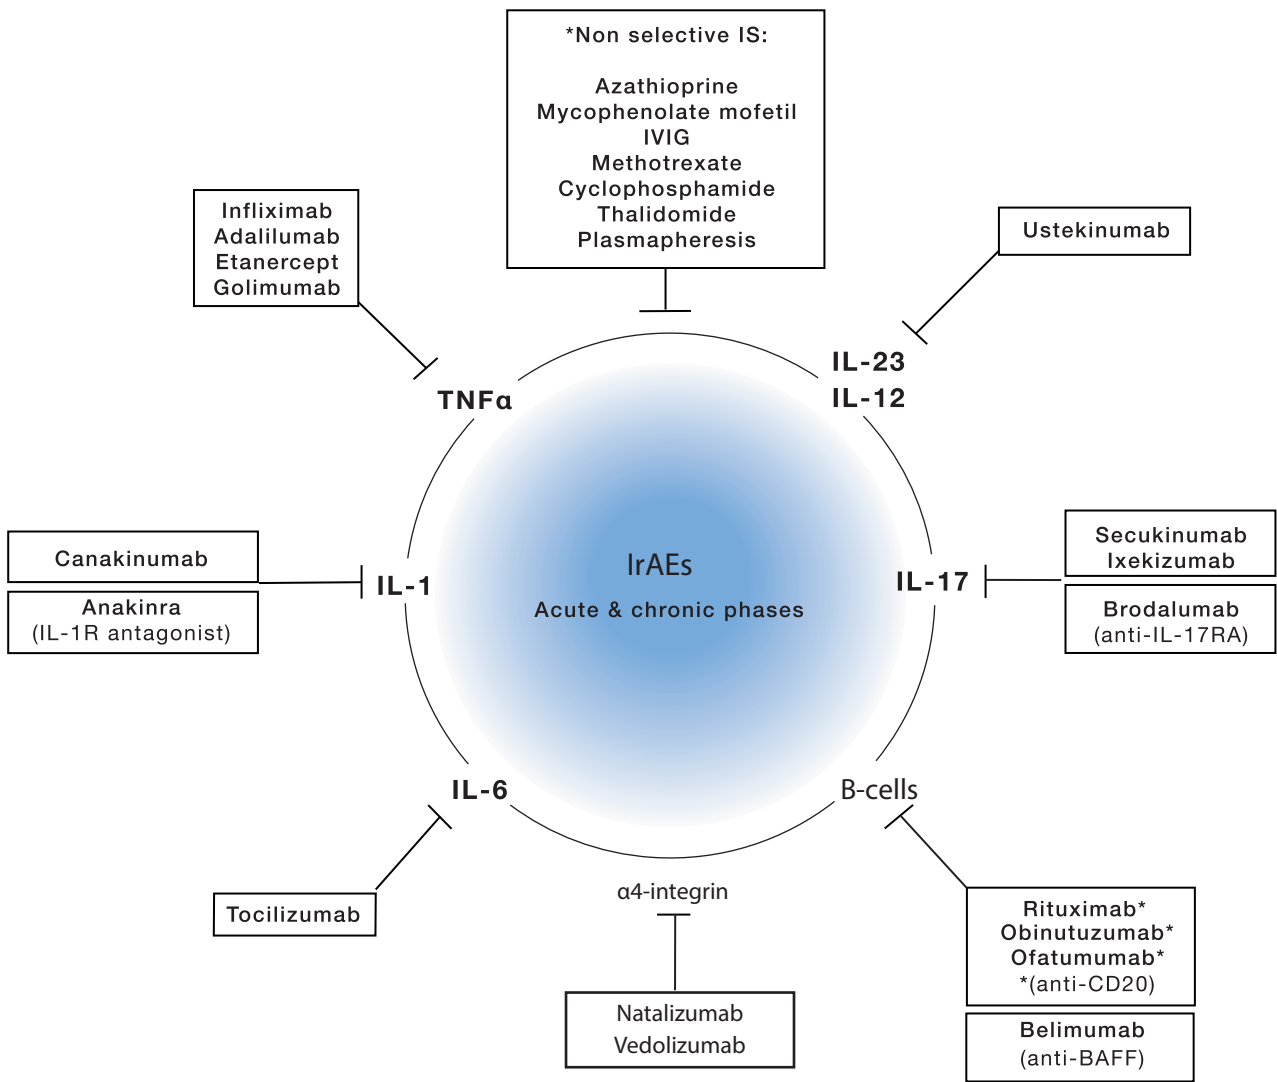 *Non selective IS:
Azathioprine
Mycophenolate mofetil
IVIG
Methotrexate
Cyclophosphamide
Thalidomide
Plasmapheresis
Infliximab
Adalilumab
Etanercept
Golimumab
Ustekinumab
IL-23
IL-12
TNFα
Canakinumab
Anakinra
(IL-1R antagonist)
IL-1
IrAEs
Acute & chronic phases
IL-17
Secukinumab
Ixekizumab
Brodalumab
(anti-IL-17RA)
IL-6
B-cells
Tocilizumab
α4-integrin
Natalizumab
Vedolizumab
Rituximab*
Obinutuzumab*
Ofatumumab*
*(anti-CD20)
Belimumab
(anti-BAFF)